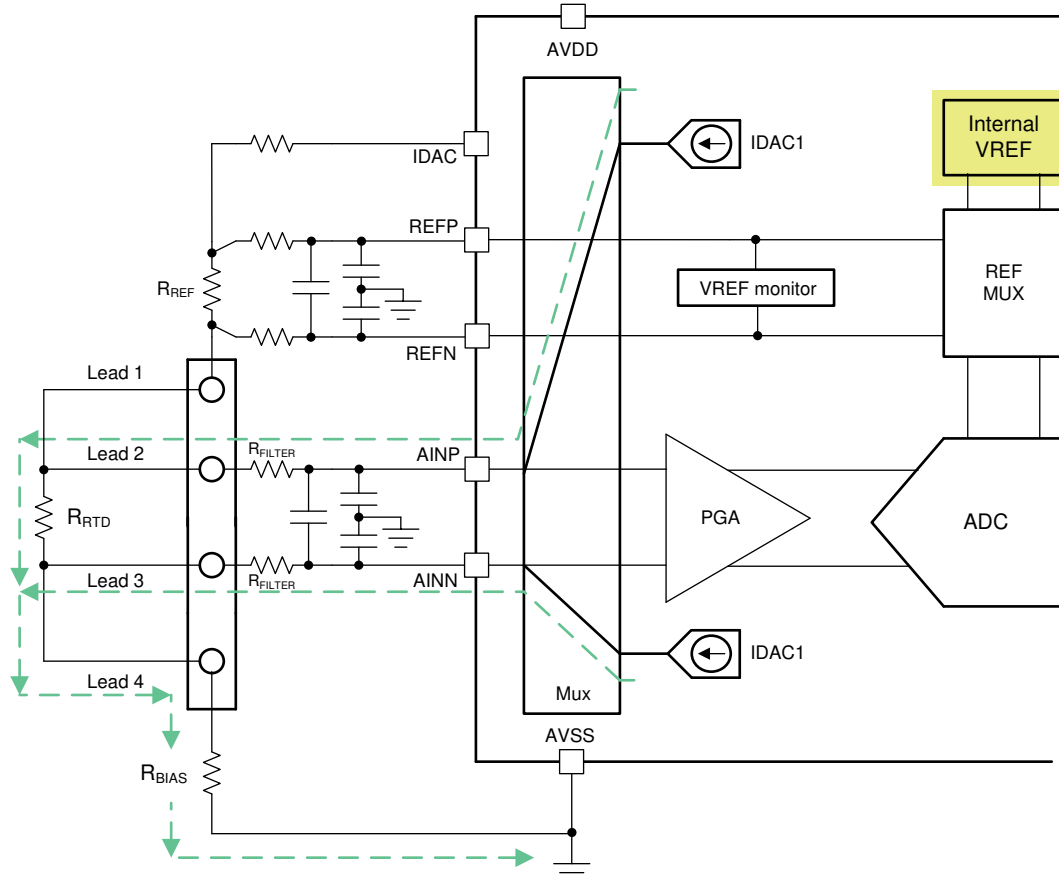 AVDD
IDAC
IDAC1
Internal
VREF
REFP
RREF
VREF monitor
REF
MUX
REFN
Lead 1
Lead 2
RFILTER
AINP
RRTD
PGA
ADC
Lead 3
RFILTER
AINN
IDAC1
Lead 4
Mux
AVSS
RBIAS